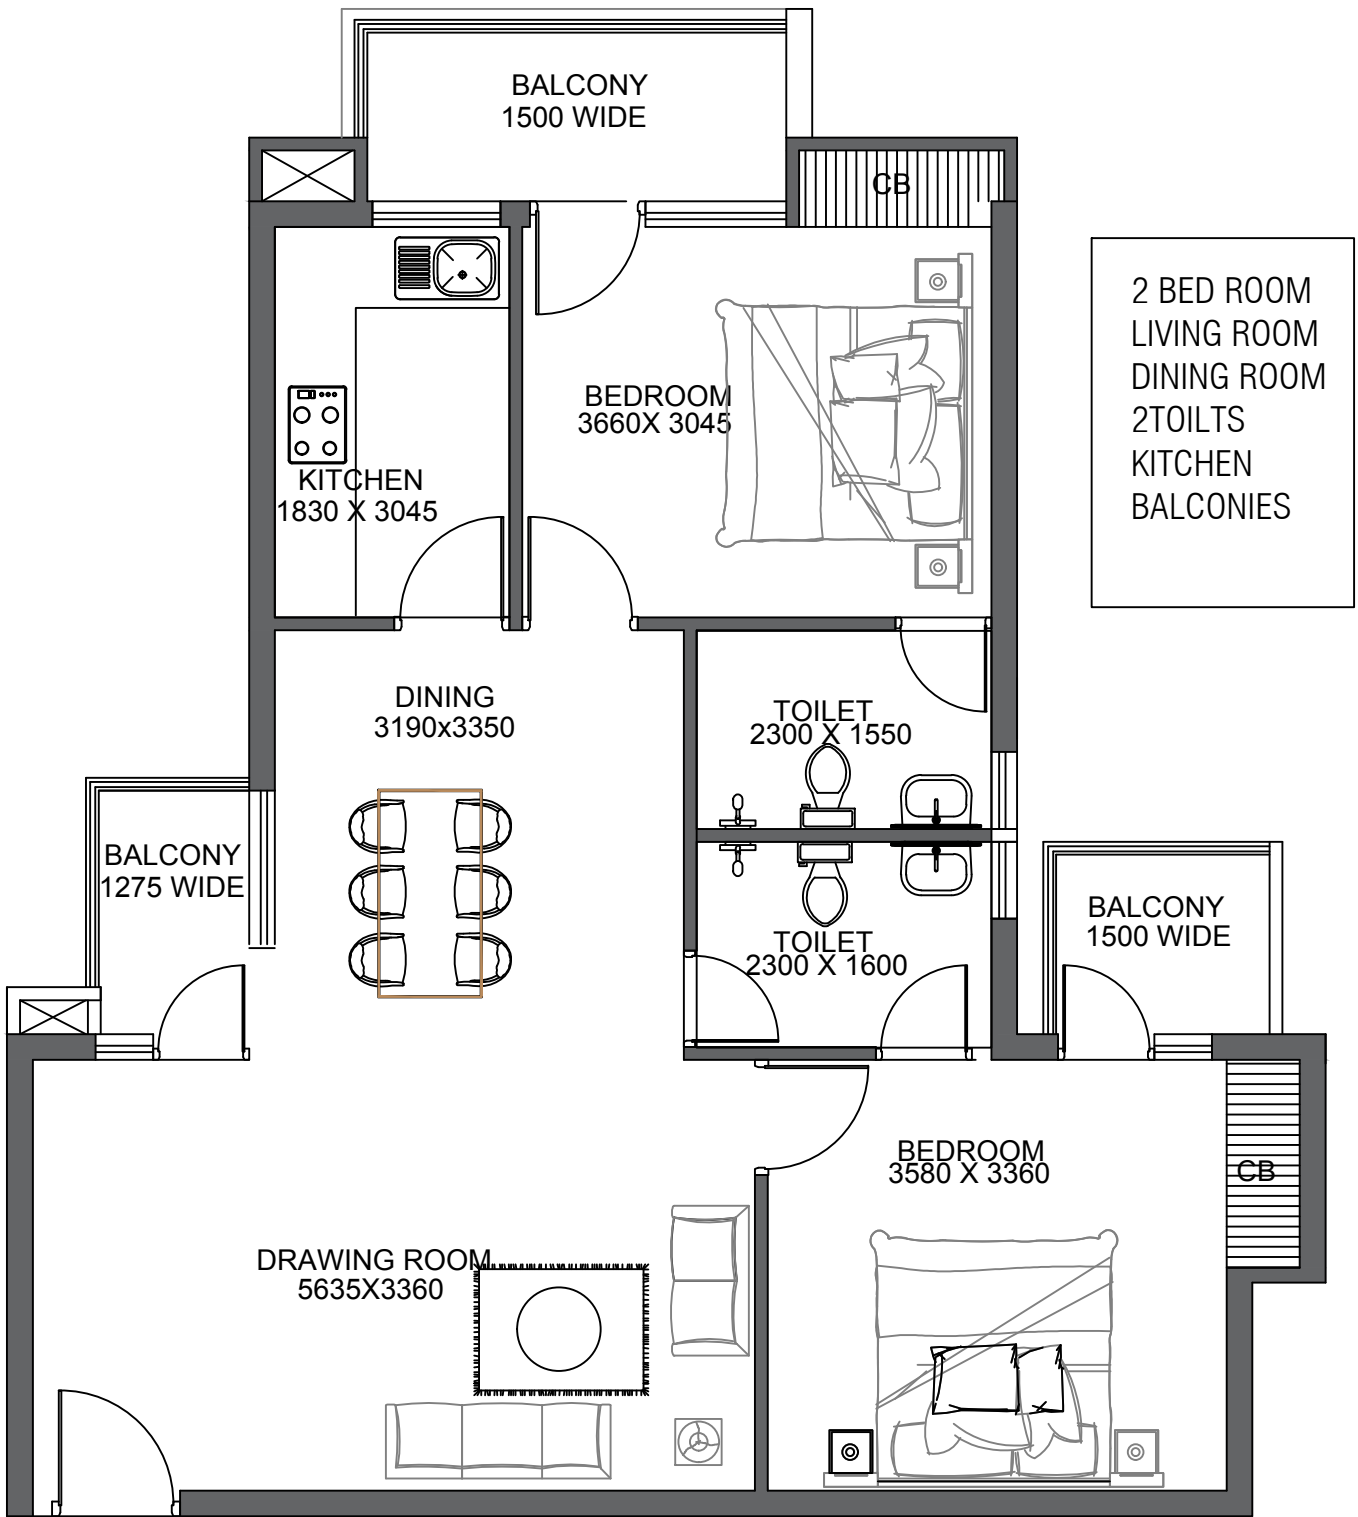 BALCONY
1500 WIDE
CB
2 BED ROOM
LIVING ROOM
DINING ROOM
2TOILTS
KITCHEN
BALCONIES
BEDROOM
3660X 3045
KITCHEN
1830 X 3045
DINING
3190x3350
TOILET
2300 X 1550
BALCONY
1275 WIDE
TOILET
2300 X 1600
BALCONY
1500 WIDE
BEDROOM
3580 X 3360
CB
DRAWING ROOM
5635X3360